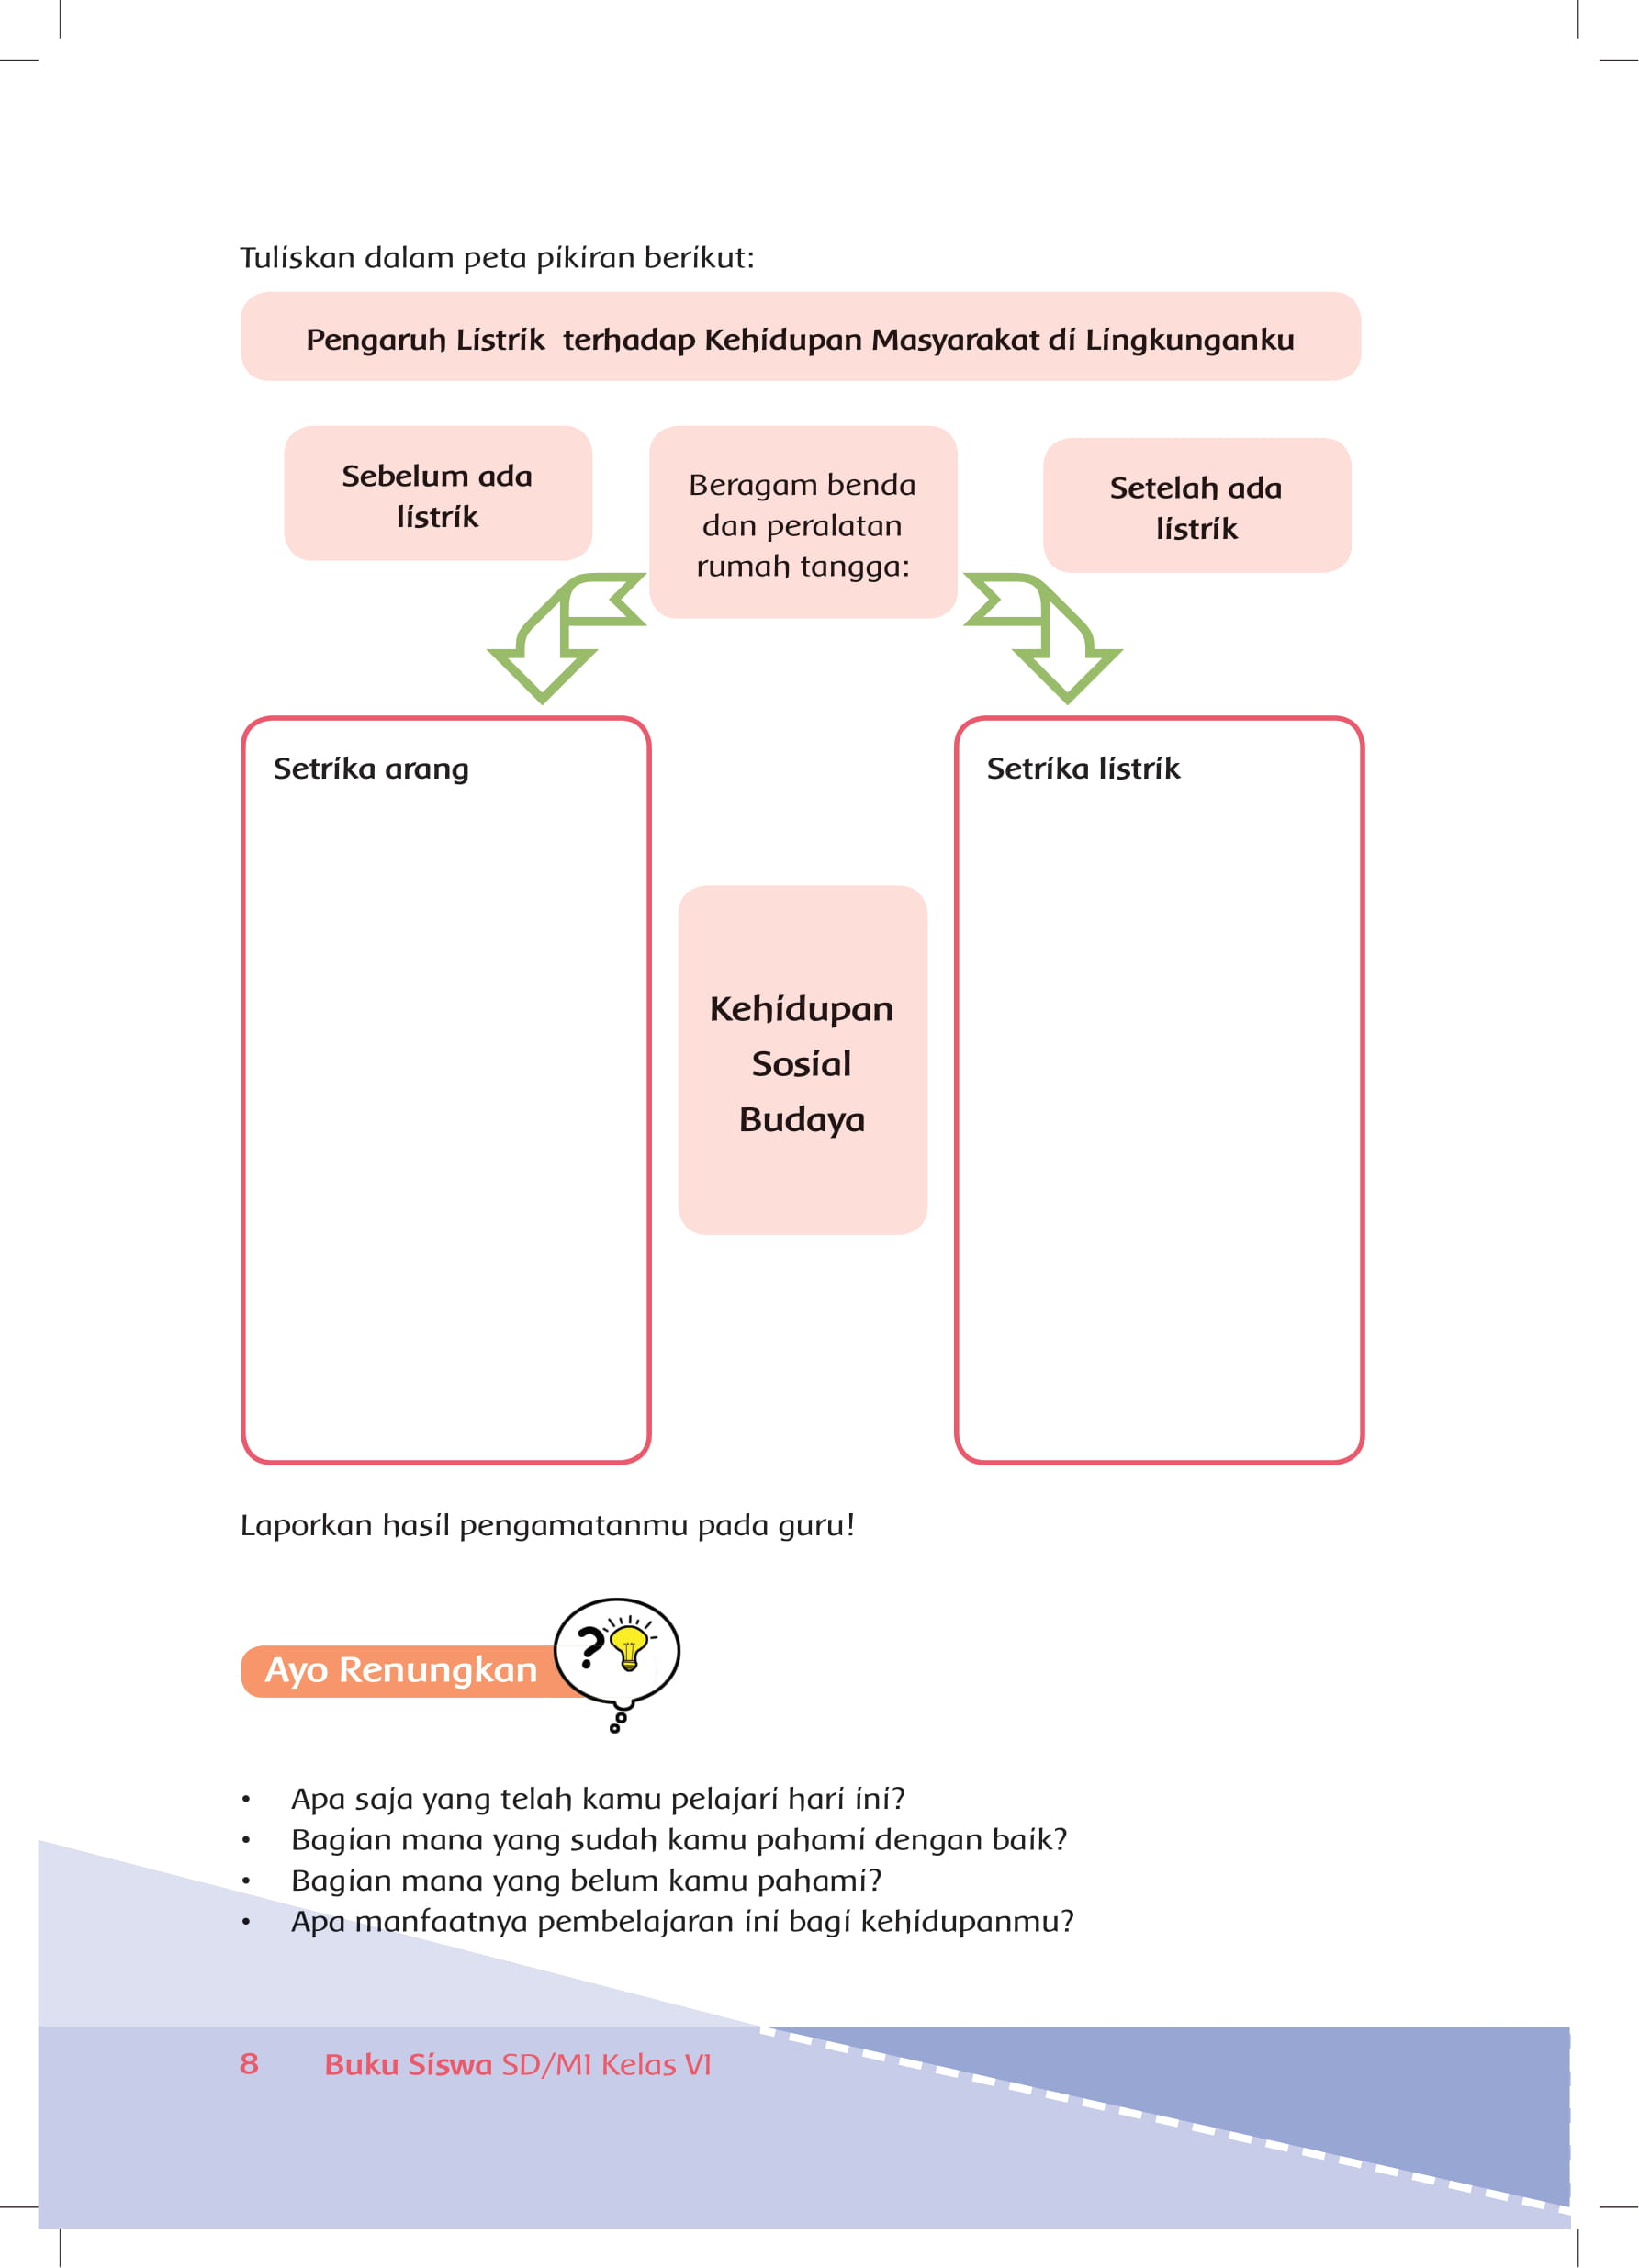 Tuliskan dalam peta pikiran berikut:
Pengaruh Listrik terhadap Kehidupan Masyarakat di Lingkunganku
Sebelum ada
listrik
Beragam benda
dan peralatan
rumah tangga:
Setelah ada
listrik
Setrika arang
Setrika listrik
Kehidupan
Sosial
Budaya
Laporkan hasil pengamatanmu pada guru!
Ayo Renungkan
?
• Apa saja yang telah kamu pelajari hari ini?
• Bagian mana yang sudah kamu pahami dengan baik?
• Bagian mana yang belum kamu pahami?
• Apa manfaatnya pembelajaran ini bagi kehidupanmu?
8 Buku Siswa SD/MI Kelas VI